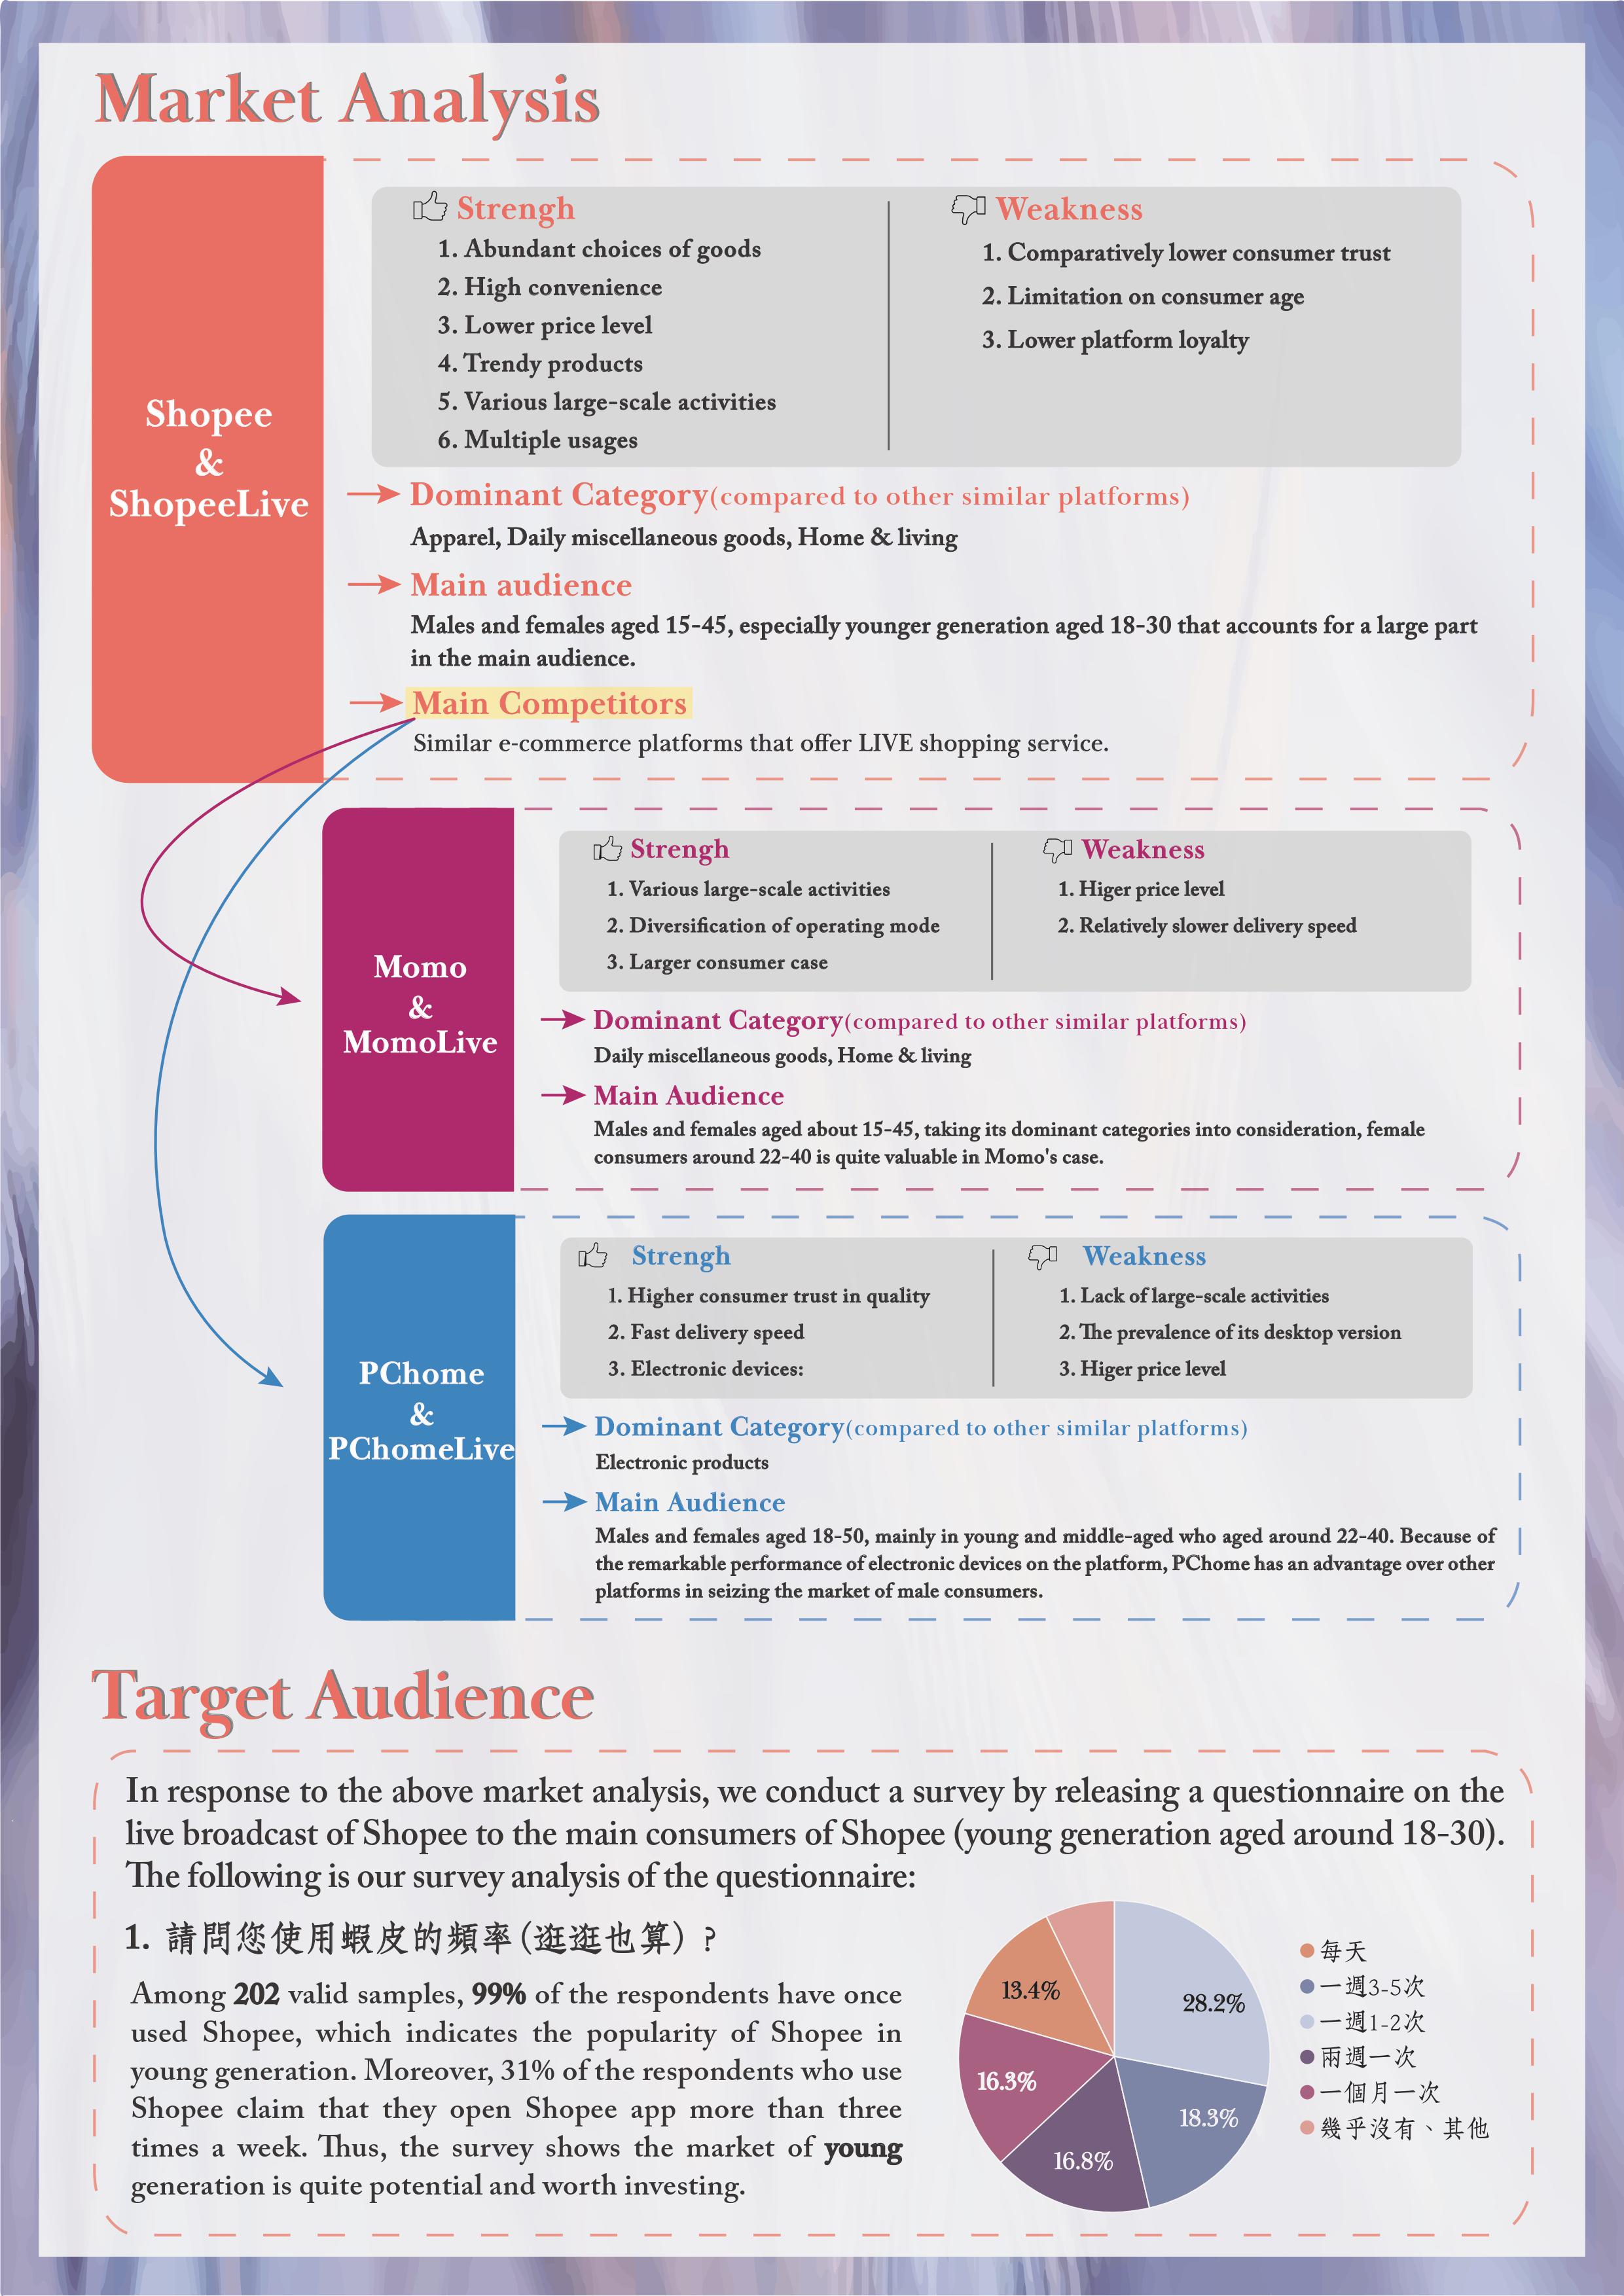 Market Analysis
Shopee
&
ShopeeLive
Strengh
1. Abundant choices of goods
2. High convenience
3. Lower price level
4. Trendy products
5. Various large-scale activities
6. Multiple usages
Weakness
1. Comparatively lower consumer trust
2. Limitation on consumer age
3. Lower platform loyalty
Dominant Category(compared to other similar platforms)
Apparel, Daily miscellaneous goods, Home & living
Main audience
Males and females aged 15-45, especially younger generation aged 18-30 that accounts for a large part
in the main audience.
Main Competitors
Similar e-commerce platforms that offer LIVE shopping service.
Momo
&
MomoLive
Strengh
1. Various large-scale activities
2. Diversification of operating mode
3. Larger consumer case
Weakness
1. Higer price level
2. Relatively slower delivery speed
Dominant Category(compared to other similar platforms)
Daily miscellaneous goods, Home & living
Main Audience
Males and females aged about 15-45, taking its dominant categories into consideration, female
consumers around 22-40 is quite valuable in Momo's case.
PChome
&
PChomeLive
Strengh
1. Higher consumer trust in quality
2. Fast delivery speed
3. Electronic devices:
Weakness
1. Lack of large-scale activities
2. The prevalence of its desktop version
3. Higer price level
Dominant Category(compared to other similar platforms)
Electronic products
Main Audience
Males and females aged 18-50, mainly in young and middle-aged who aged around 22-40. Because of
the remarkable performance of electronic devices on the platform, PChome has an advantage over other
platforms in seizing the market of male consumers.
Target Audience
In response to the above market analysis, we conduct a survey by releasing a questionnaire on the
live broadcast of Shopee to the main consumers of Shopee (young generation aged around 18-30).
The following is our survey analysis of the questionnaire:
1. 請問您使用蝦皮的頻率(逛逛也算)?
Among 202 valid samples, 99% of the respondents have once
used Shopee, which indicates the popularity of Shopee in
young generation. Moreover, 31% of the respondents who use
Shopee claim that they open Shopee app more than three
times a week. Thus, the survey shows the market of young
generation is quite potential and worth investing.
28.2%
18.3%
16.8%
16.3%
13.4%
每天
一週3-5次
一週1-2次
兩週一次
一個月一次
幾乎沒有、其他